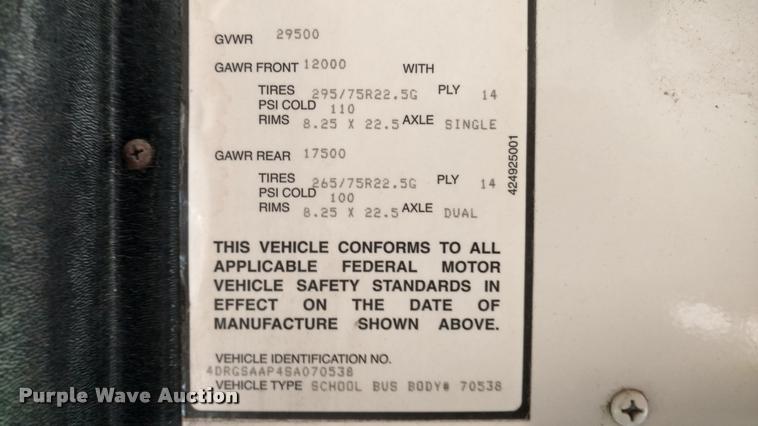 GVWR 29500
GAWR FRONT 12000 WITH
TIRES 295/75R22.5G PLY 14
PSI COLD 110
RIMS 8.25 X 22.5 AXLE SINGLE
GAWR REAR 17500
TIRES 265/75R22.5G PLY 14
PSI COLD 100
RIMS 8.25 X 22.5 AXLE DUAL
424925001
THIS VEHICLE CONFORMS TO ALL
APPLICABLE FEDERAL MOTOR
VEHICLE SAFETY STANDARDS IN
EFFECT ON THE DATE OF
MANUFACTURE SHOWN ABOVE.
VEHICLE IDENTIFICATION NO.
4DRGSAAP4SA070538
VEHICLE TYPE SCHOOL BUS BODY# 70538
Purple Wave Auction